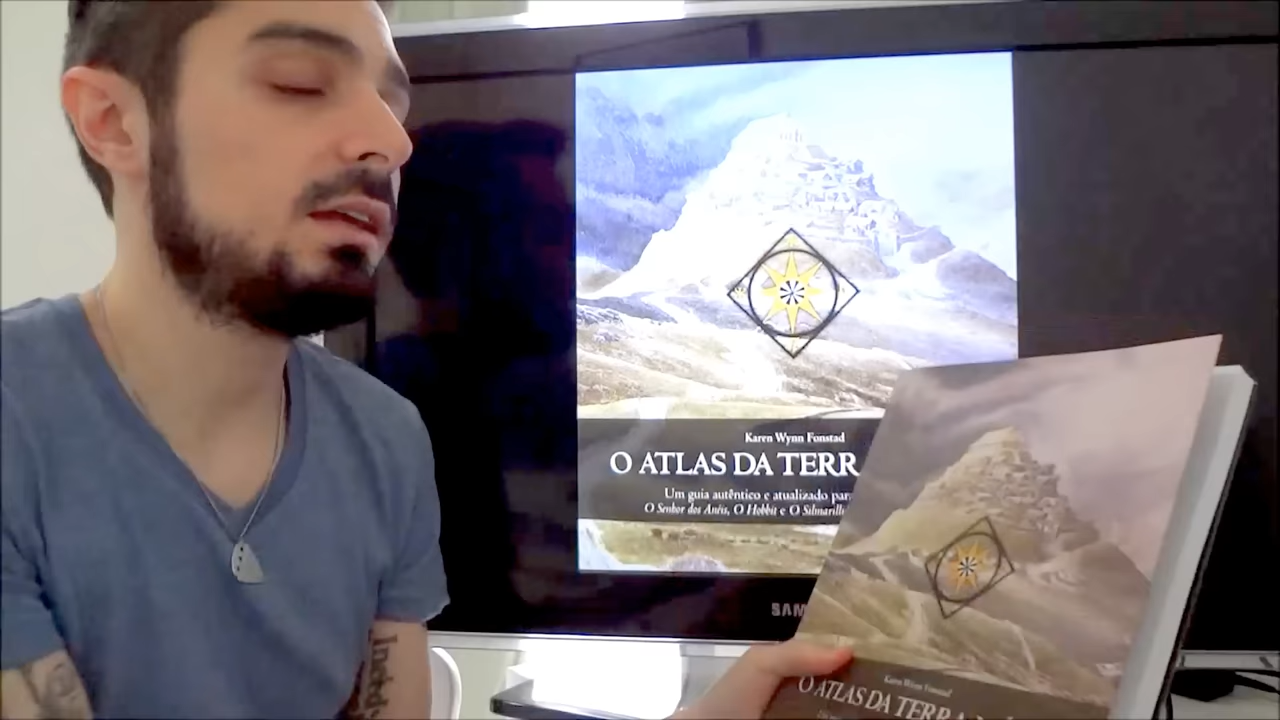 Karen Wynn Fonstad
O ATLAS DA TERR
Um guia autêntico e atualizado para
O Senhor dos Anéis, O Hobbit e O Silmarill
SAM
Karen Wynn Fonstad
O ATLAS DA TERRA